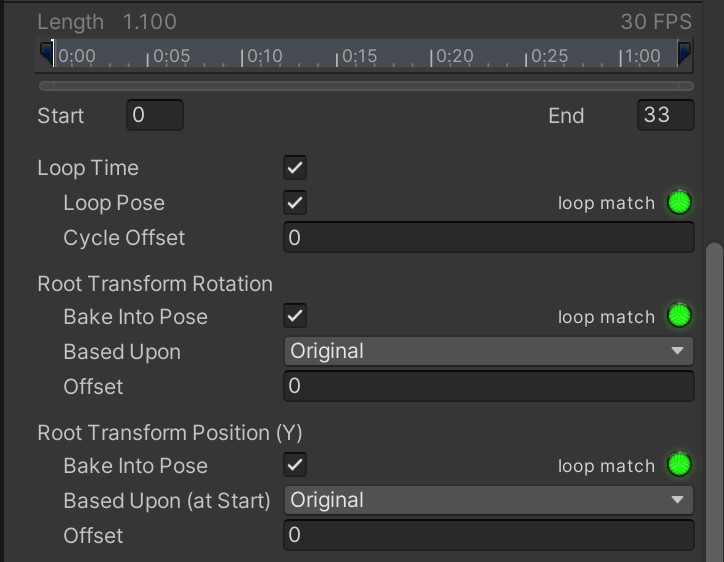 Length 1.100 30 FPS
0:00 0:05 0:10 0:15 0:20 0:25 1:00
Start 0 End 33
Loop Time
Loop Pose loop match
Cycle Offset 0
Root Transform Rotation
Bake Into Pose loop match
Based Upon Original
Offset 0
Root Transform Position (Y)
Bake Into Pose loop match
Based Upon (at Start) Original
Offset 0